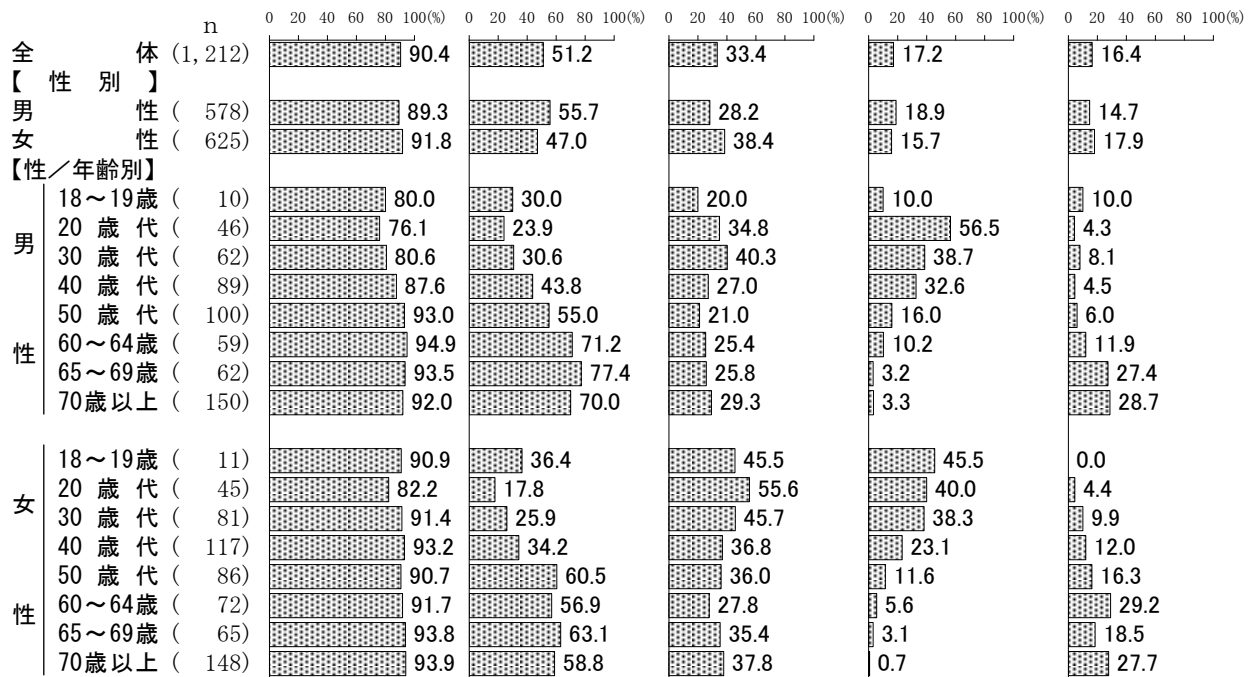 n
0 20 40 60 80 100(%) 0 20 40 60 80 100(%) 0 20 40 60 80 100(%) 0 20 40 60 80 100(%) 0 20 40 60 80 100(%)
全体 (1,212) 90.4 51.2 33.4 17.2 16.4
【性別】
男性 ( 578) 89.3 55.7 28.2 18.9 14.7
女性 ( 625) 91.8 47.0 38.4 15.7 17.9
【性／年齢別】
男性
18～19歳 ( 10) 80.0 30.0 20.0 10.0 10.0
20歳代 ( 46) 76.1 23.9 34.8 56.5 4.3
30歳代 ( 62) 80.6 30.6 40.3 38.7 8.1
40歳代 ( 89) 87.6 43.8 27.0 32.6 4.5
50歳代 ( 100) 93.0 55.0 21.0 16.0 6.0
60～64歳 ( 59) 94.9 71.2 25.4 10.2 11.9
65～69歳 ( 62) 93.5 77.4 25.8 3.2 27.4
70歳以上 ( 150) 92.0 70.0 29.3 3.3 28.7
女性
18～19歳 ( 11) 90.9 36.4 45.5 45.5 0.0
20歳代 ( 45) 82.2 17.8 55.6 40.0 4.4
30歳代 ( 81) 91.4 25.9 45.7 38.3 9.9
40歳代 ( 117) 93.2 34.2 36.8 23.1 12.0
50歳代 ( 86) 90.7 60.5 36.0 11.6 16.3
60～64歳 ( 72) 91.7 56.9 27.8 5.6 29.2
65～69歳 ( 65) 93.8 63.1 35.4 3.1 18.5
70歳以上 ( 148) 93.9 58.8 37.8 0.7 27.7